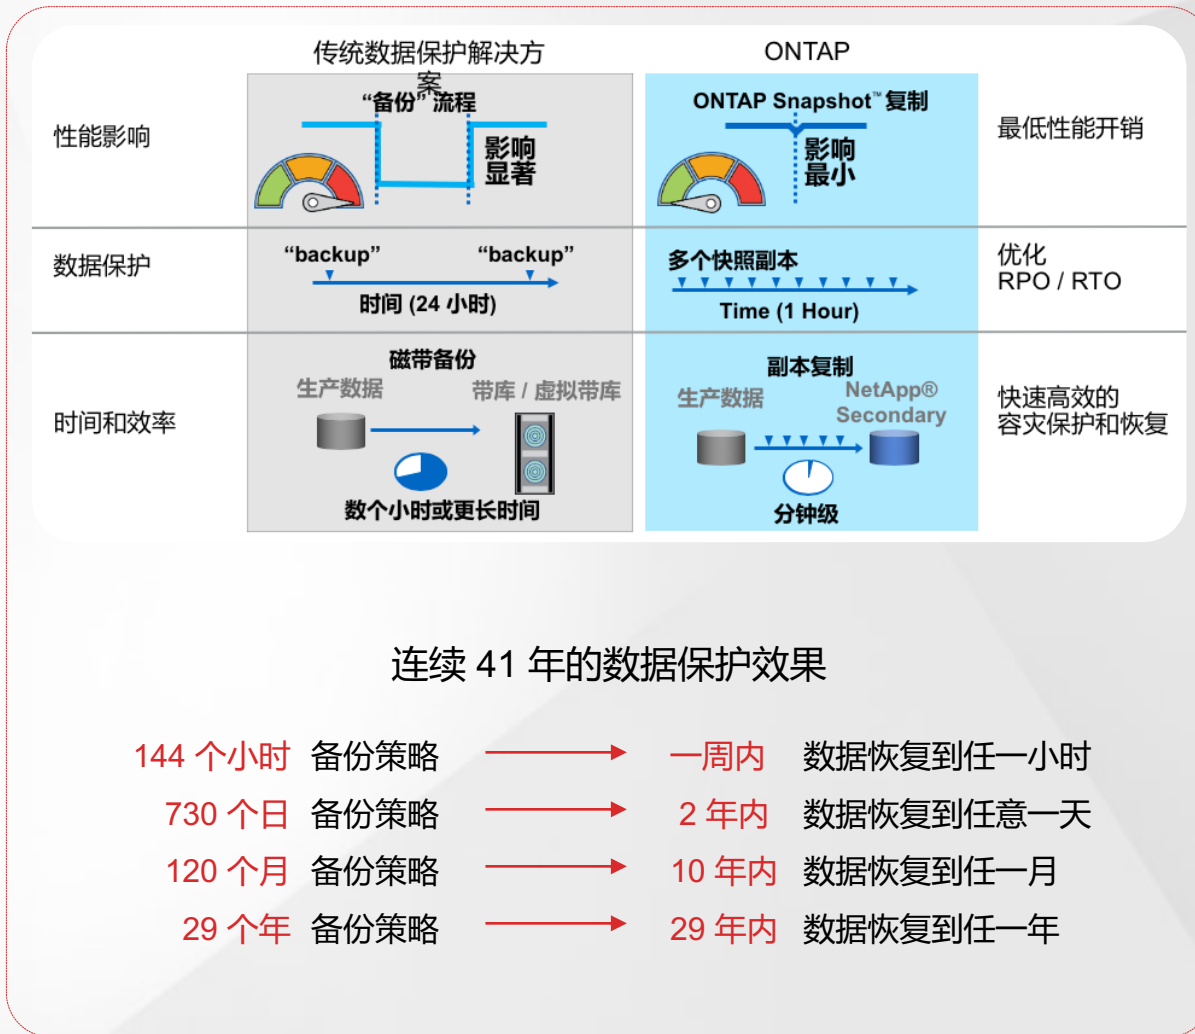 传统数据保护解决方
案
ONTAP
性能影响
“备份” 流程
影响
显著
ONTAP Snapshot™ 复制
影响
最小
最低性能开销
数据保护
“backup”
“backup”
时间 (24 小时)
多个快照副本
Time (1 Hour)
优化
RPO / RTO
时间和效率
磁带备份
生产数据
带库 / 虚拟带库
数个小时或更长时间
副本复制
生产数据
NetApp®
Secondary
分钟级
快速高效的
容灾保护和恢复
连续 41 年的数据保护效果
144 个小时 备份策略 一周内 数据恢复到任一小时
730 个日 备份策略 2 年内 数据恢复到任意一天
120 个月 备份策略 10 年内 数据恢复到任一月
29 个年 备份策略 29 年内 数据恢复到任一年